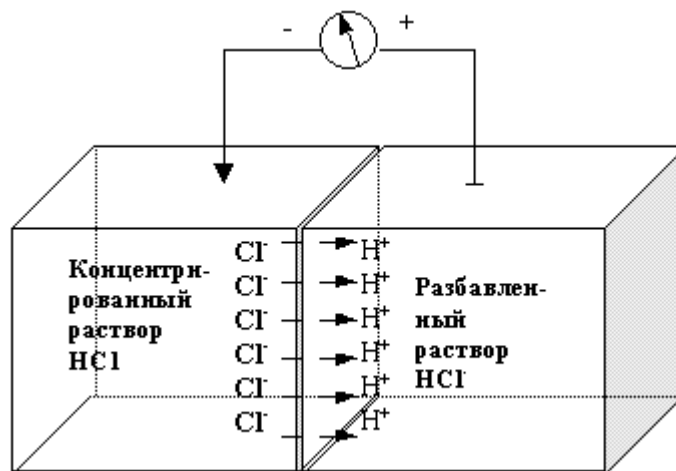 - +
Cl⁻ H⁺
Cl⁻ H⁺
Cl⁻ H⁺
Cl⁻ H⁺
Cl⁻ H⁺
Cl⁻ H⁺
Концентри-
рованный
раствор
HCl
Разбавлен-
ный
раствор
HCl